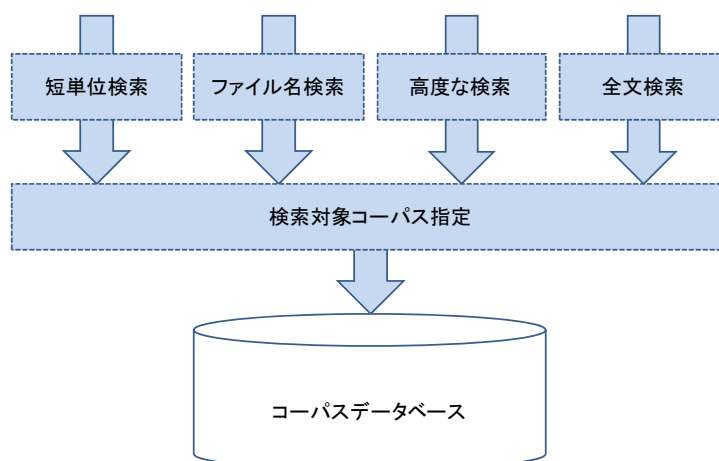 短単位検索
ファイル名検索
高度な検索
全文検索
検索対象コーパス指定
コーパスデータベース